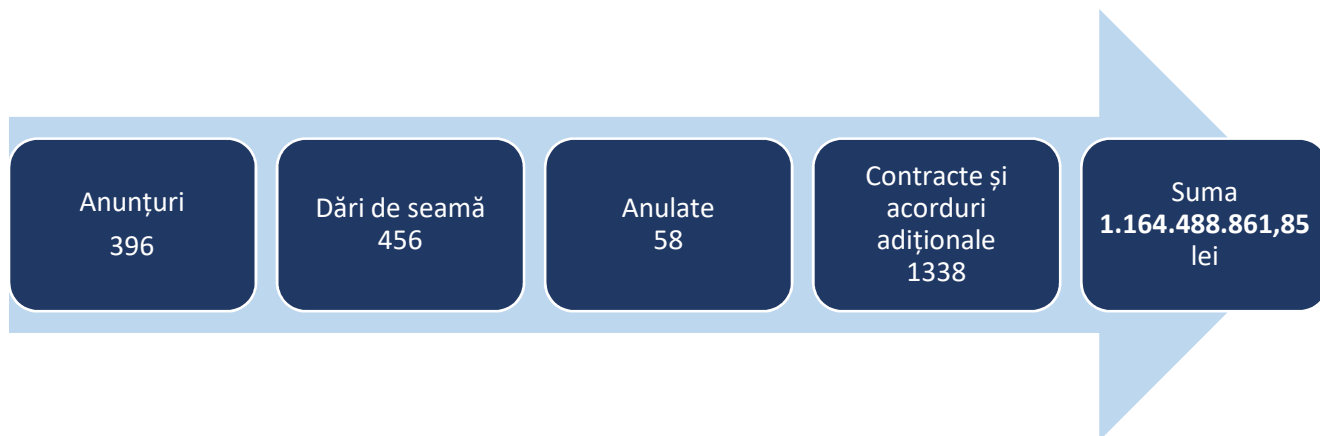 Anunțuri
396
Dări de seamă
456
Anulate
58
Contracte și
acorduri
adiționale
1338
Suma
1.164.488.861,85
lei